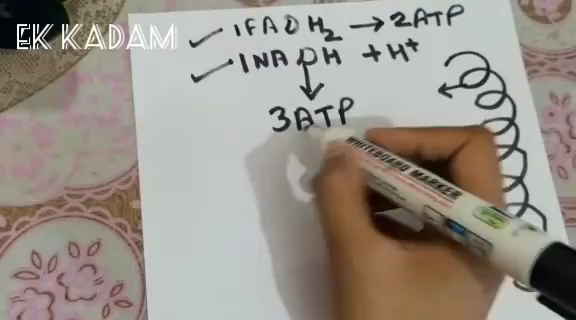 EK KADAM
1FADH2 → 2ATP
1NADH + H+
↓
3ATP
WHITEBOARD MARKER